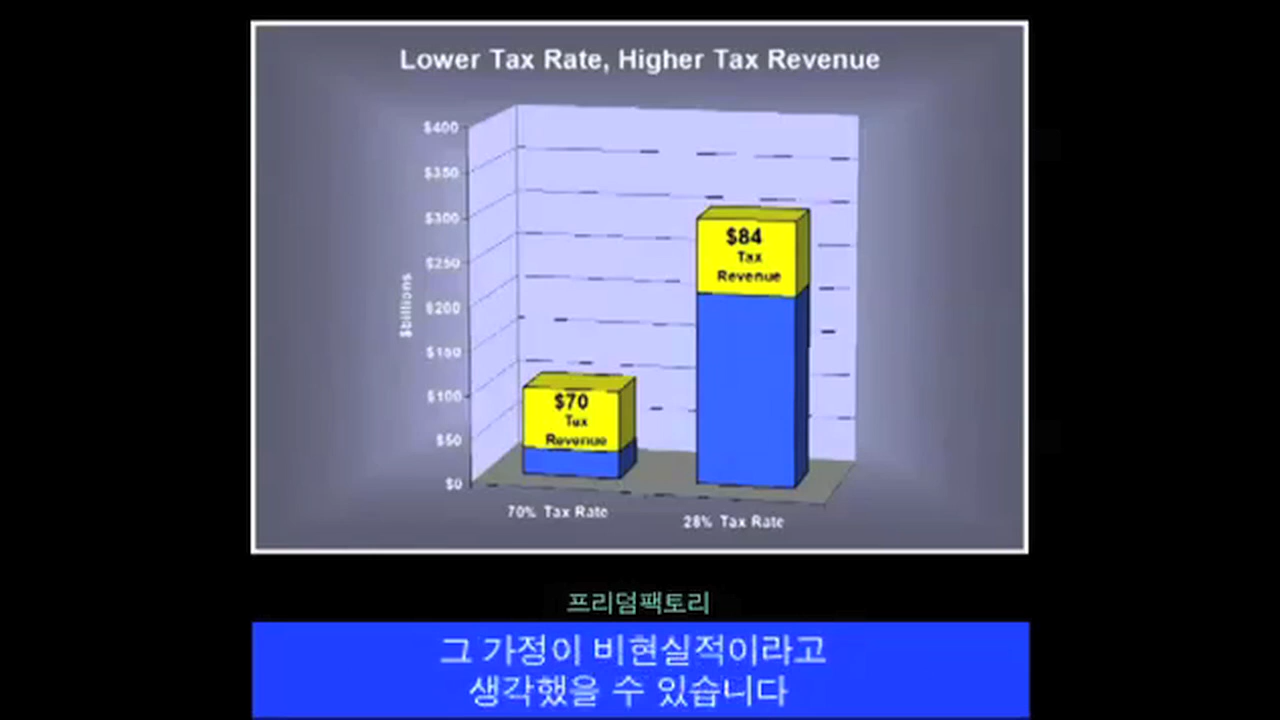 Lower Tax Rate, Higher Tax Revenue
$400
$350
$300
$250
$200
$150
$100
$50
$0
$billions
$84
Tax
Revenue
$70
Tax
Revenue
70% Tax Rate
28% Tax Rate
프리덤팩토리
그 가정이 비현실적이라고
생각했을 수 있습니다